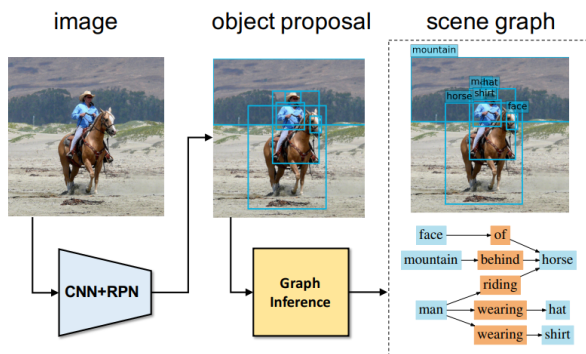 image
object proposal
scene graph
mountain
hat
horse
shirt
face
CNN+RPN
Graph
Inference
face of
mountain behind horse
riding
man wearing hat
wearing shirt